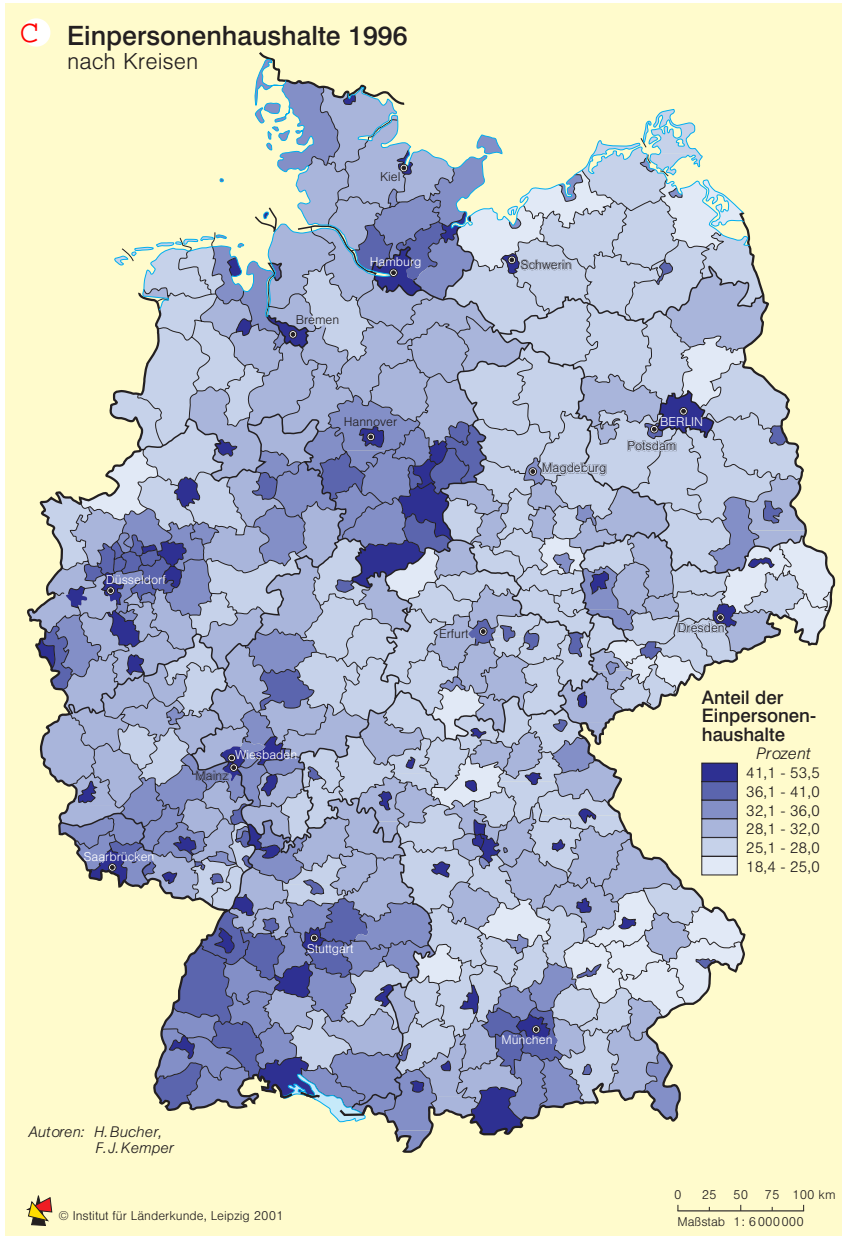 C
Einpersonenhaushalte 1996
nach Kreisen
Kiel
Hamburg
Schwerin
Bremen
BERLIN
Hannover
Potsdam
Magdeburg
Düsseldorf
Erfurt
Dresden
Wiesbaden
Mainz
Saarbrücken
Stuttgart
München
Anteil der
Einpersonen-
haushalte
Prozent
41,1 - 53,5
36,1 - 41,0
32,1 - 36,0
28,1 - 32,0
25,1 - 28,0
18,4 - 25,0
Autoren: H.Bucher,
F.J.Kemper
© Institut für Länderkunde, Leipzig 2001
0 25 50 75 100 km
Maßstab 1: 6000000